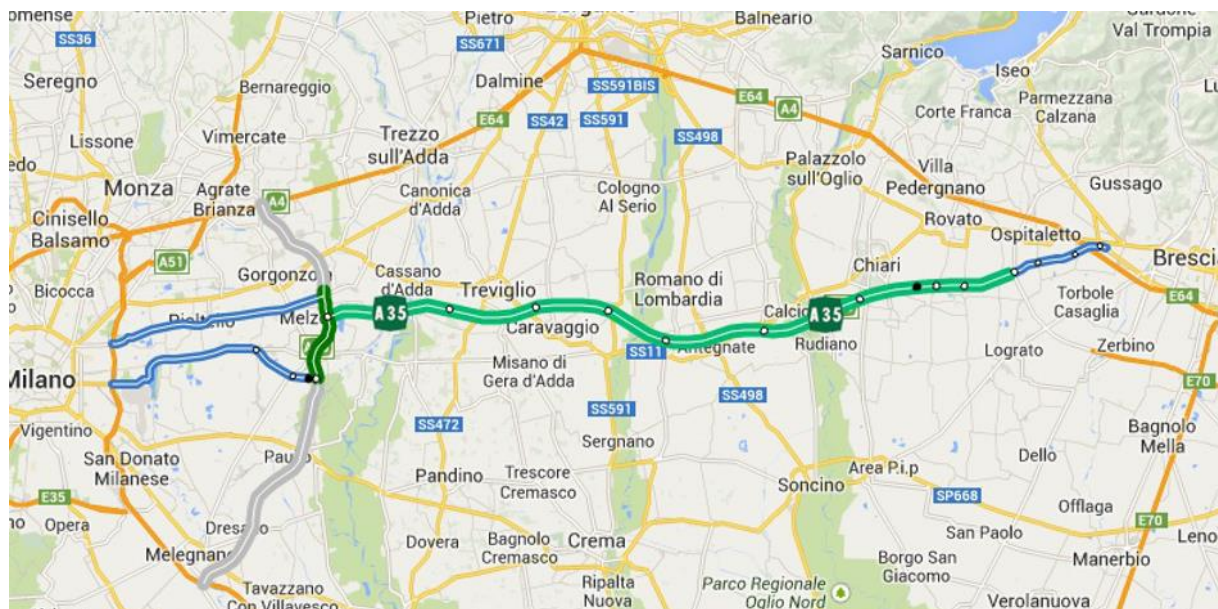 SS36
Seregno
Lissone
Monza
Cinisello
Balsamo
Bicocca
A51
Milano
Vigentino
San Donato
Milanese
E35
Opera
Melegnano
Dresano
Tavazzano
Con Villavesco
Bernareggio
Vimercate
Agrate
Brianza
A4
Gorgonzola
Pietro
SS671
Dalmine
E64
SS42
Trezzo
sull'Adda
Canonica
d'Adda
Cassano
d'Adda
A35
Treviglio
Caravaggio
Misano di
Gera d'Adda
SS472
Pandino
Dovera
Trescore
Cremasco
Bagnolo
Cremasco
Crema
Ripalta
Nuova
Sergnano
SS591
SS591BIS
SS591
SS498
Cologno
Al Serio
Romano di
Lombardia
SS11
Antegnate
SS498
Balneario
E64
A4
Sarnico
Iseo
Corte Franca
Parmezzana
Calzana
Val Trompia
Palazzolo
sull'Oglio
Villa
Pedergnano
Rovato
Gussago
Ospitaletto
Chiari
A35
Rudiano
Torbole
Casaglia
E64
Lograto
Zerbino
E70
Bagnolo
Mella
Dello
Area P.i.p
Soncino
SP668
Offlaga
San Paolo
E70
Manerbio
Borgo San
Giacomo
Verolanuova
Parco Regionale
Oglio Nord